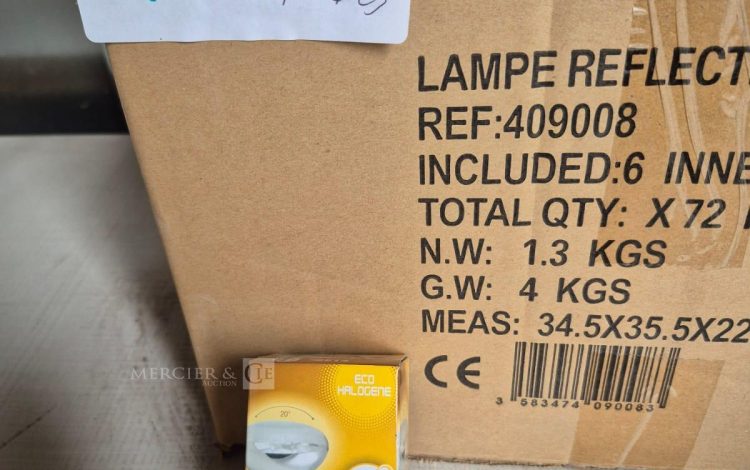 LAMPE REFLECT
REF:409008
INCLUDED:6 INNE
TOTAL QTY: X 72
N.W: 1.3 KGS
G.W: 4 KGS
MEAS: 34.5X35.5X22
CE
3 583474 090083
MERCIER & CIE
AUCTION
ECO
HALOGENE
20°